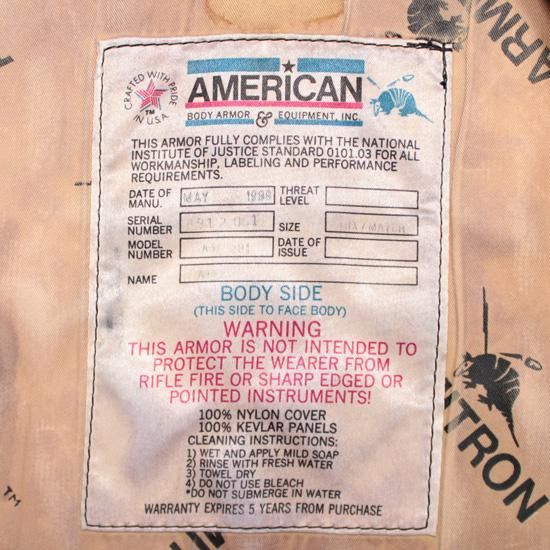 CRAFTED WITH PRIDE
IN U.S.A.
TM
AMERICAN
BODY ARMOR & EQUIPMENT, INC.
THIS ARMOR FULLY COMPLIES WITH THE NATIONAL
INSTITUTE OF JUSTICE STANDARD 0101.03 FOR ALL
WORKMANSHIP, LABELING AND PERFORMANCE
REQUIREMENTS.
DATE OF MANU. MAY 1998 THREAT LEVEL
SERIAL NUMBER SIZE
MODEL NUMBER DATE OF ISSUE
NAME
BODY SIDE
(THIS SIDE TO FACE BODY)
WARNING
THIS ARMOR IS NOT INTENDED TO
PROTECT THE WEARER FROM
RIFLE FIRE OR SHARP EDGED OR
POINTED INSTRUMENTS!
100% NYLON COVER
100% KEVLAR PANELS
CLEANING INSTRUCTIONS:
1) WET AND APPLY MILD SOAP
2) RINSE WITH FRESH WATER
3) TOWEL DRY
4) DO NOT USE BLEACH
*DO NOT SUBMERGE IN WATER
WARRANTY EXPIRES 5 YEARS FROM PURCHASE
ARMO
TRON
TM